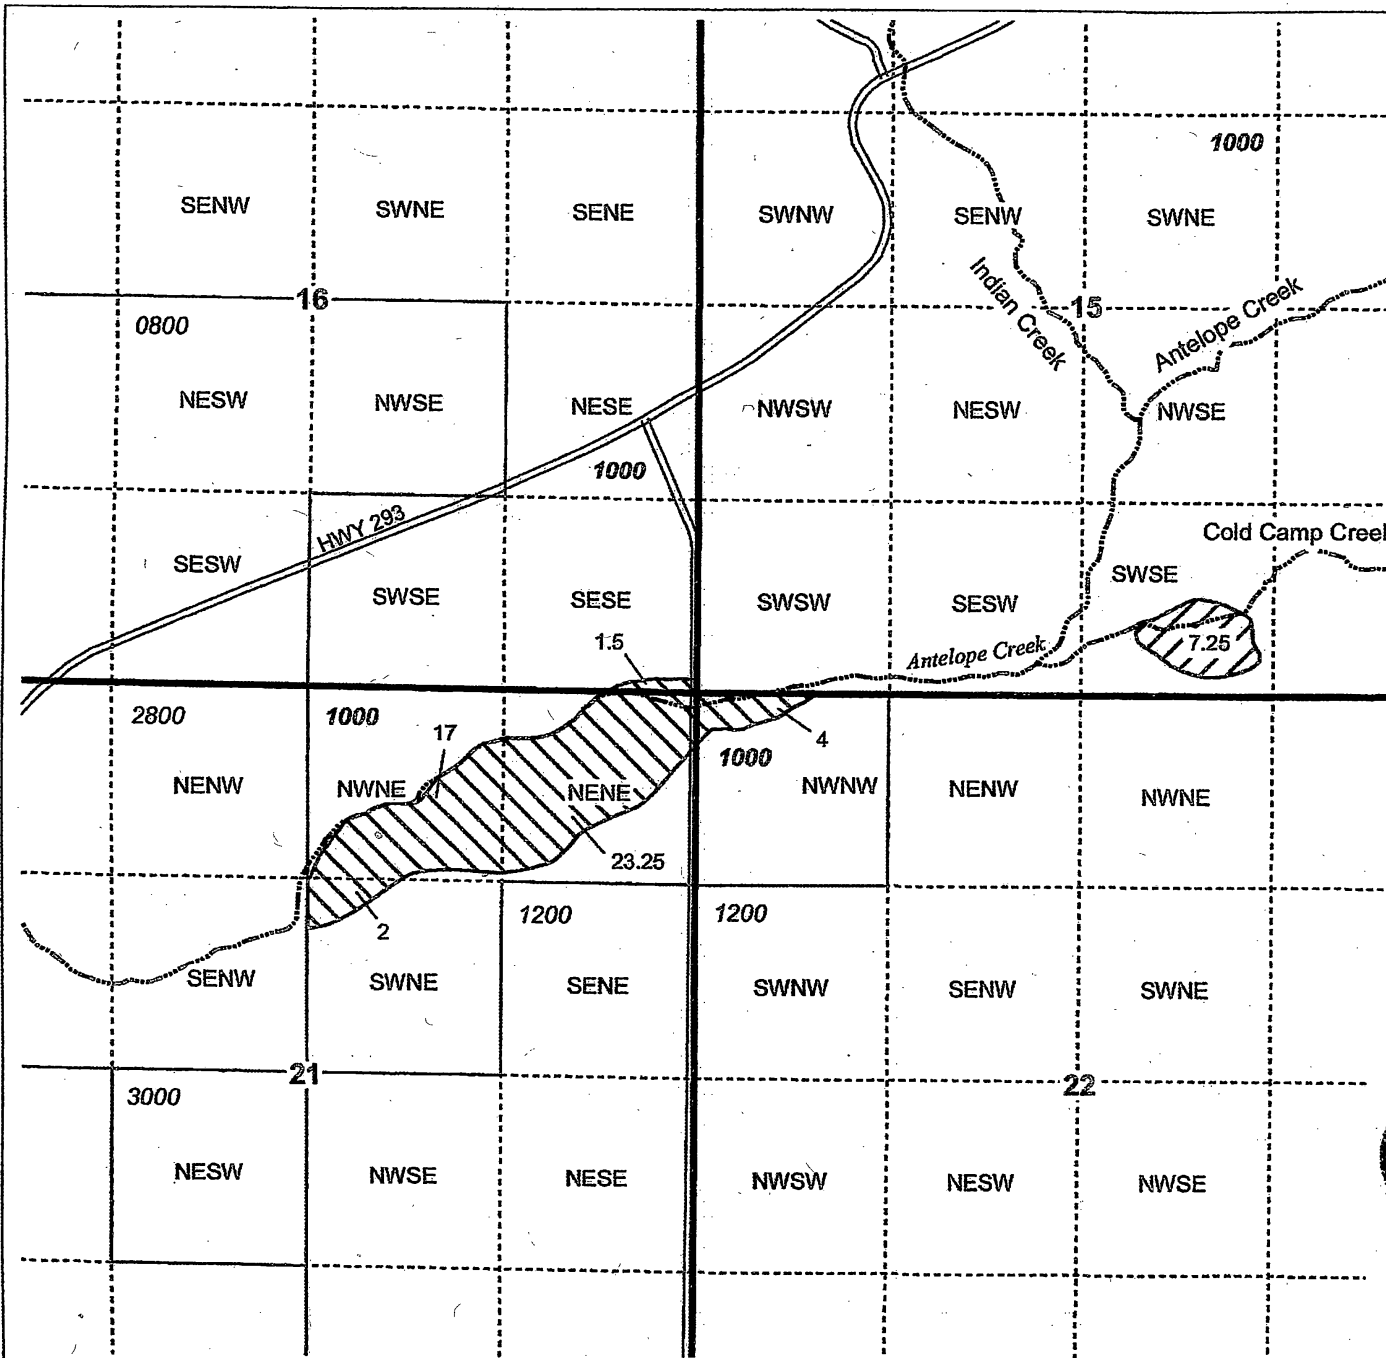 1000
SENW
SWNE
SENE
SWNW
SENW
SWNE
Indian Creek
16
15
0800
Antelope Creek
NESW
NWSE
NESE
NWSW
NESW
NWSE
1000
HWY 293
Cold Camp Creek
SESW
SWSE
SESE
SWSW
SESW
SWSE
1.5
7.25
Antelope Creek
2800
1000
17
4
1000
NENW
NWNE
NENE
NWNW
NENW
NWNE
23.25
1200
1200
2
SENW
SWNE
SENE
SWNW
SENW
SWNE
21
22
3000
NESW
NWSE
NESE
NWSW
NESW
NWSE